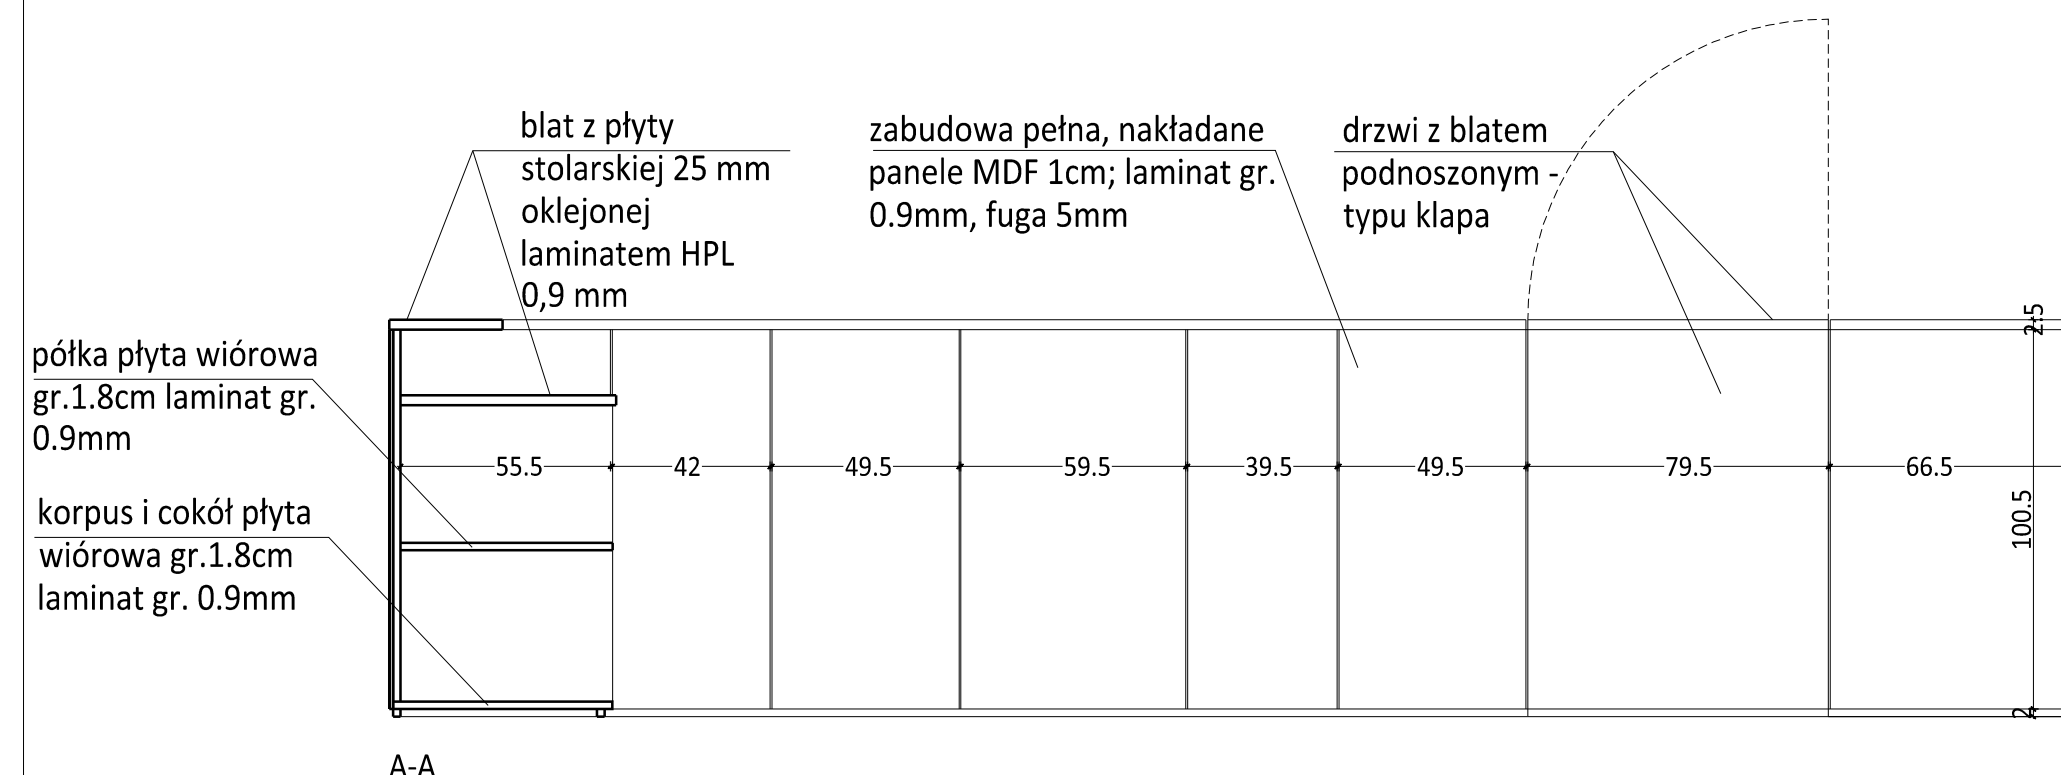 blat z płyty
stolarskiej 25 mm
oklejonej
laminatem HPL
0,9 mm
zabudowa pełna, nakładane
panele MDF 1cm; laminat gr.
0.9mm, fuga 5mm
drzwi z blatem
podnoszonym -
typu klapa
półka płyta wiórowa
gr.1.8cm laminat gr.
0.9mm
korpus i cokół płyta
wiórowa gr.1.8cm
laminat gr. 0.9mm
55.5 42 49.5 59.5 39.5 49.5 79.5 66.5
2.5
100.5
2
A-A